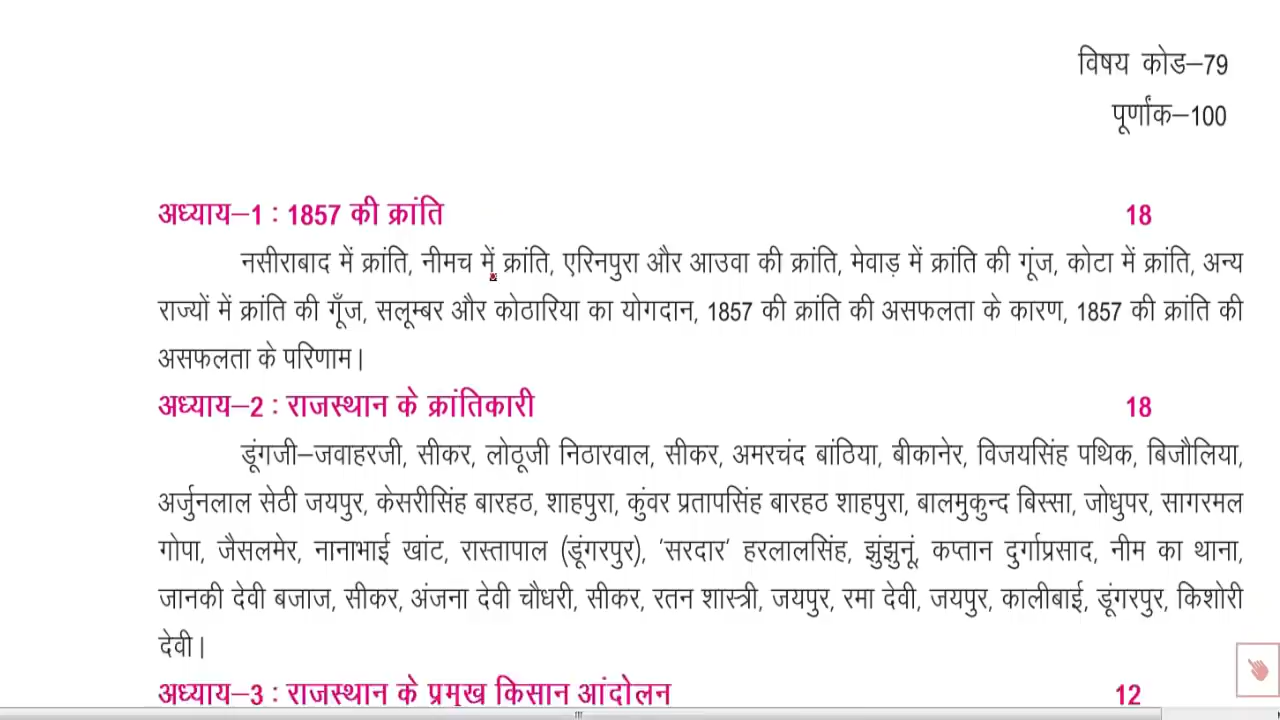 विषय कोड–79
पूर्णांक–100
अध्याय–1 : 1857 की क्रांति 18
नसीराबाद में क्रांति, नीमच में क्रांति, एरिनपुरा और आउवा की क्रांति, मेवाड़ में क्रांति की गूंज, कोटा में क्रांति, अन्य
राज्यों में क्रांति की गूँज, सलूम्बर और कोठारिया का योगदान, 1857 की क्रांति की असफलता के कारण, 1857 की क्रांति की
असफलता के परिणाम।
अध्याय–2 : राजस्थान के क्रांतिकारी 18
डूंगजी–जवाहरजी, सीकर, लोठूजी निठारवाल, सीकर, अमरचंद बांठिया, बीकानेर, विजयसिंह पथिक, बिजौलिया,
अर्जुनलाल सेठी जयपुर, केसरीसिंह बारहठ, शाहपुरा, कुंवर प्रतापसिंह बारहठ शाहपुरा, बालमुकुन्द बिस्सा, जोधुपर, सागरमल
गोपा, जैसलमेर, नानाभाई खांट, रास्तापाल (डूंगरपुर), 'सरदार' हरलालसिंह, झुंझुनूं, कप्तान दुर्गाप्रसाद, नीम का थाना,
जानकी देवी बजाज, सीकर, अंजना देवी चौधरी, सीकर, रतन शास्त्री, जयपुर, रमा देवी, जयपुर, कालीबाई, डूंगरपुर, किशोरी
देवी।
अध्याय–3 : राजस्थान के प्रमुख किसान आंदोलन 12